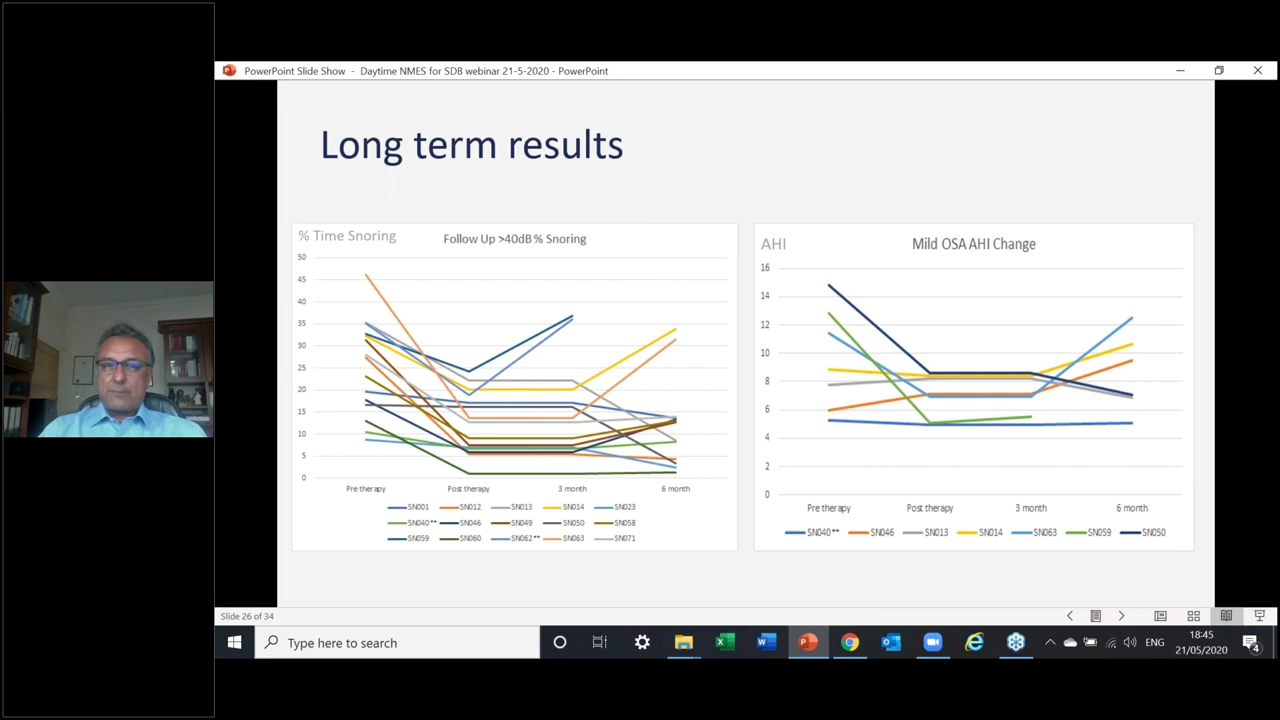 PowerPoint Slide Show - Daytime NMES for SDB webinar 21-5-2020 - PowerPoint
Long term results
% Time Snoring
Follow Up >40dB % Snoring
50
45
40
35
30
25
20
15
10
5
0
Pre therapy Post therapy 3 month 6 month
SN001 SN012 SN013 SN014 SN023
SN040** SN046 SN049 SN050 SN058
SN059 SN060 SN062** SN063 SN071
AHI
Mild OSA AHI Change
16
14
12
10
8
6
4
2
0
Pre therapy Post therapy 3 month 6 month
SN040** SN046 SN013 SN014 SN063 SN059 SN050
Slide 26 of 34
Type here to search
ENG
18:45
21/05/2020
4